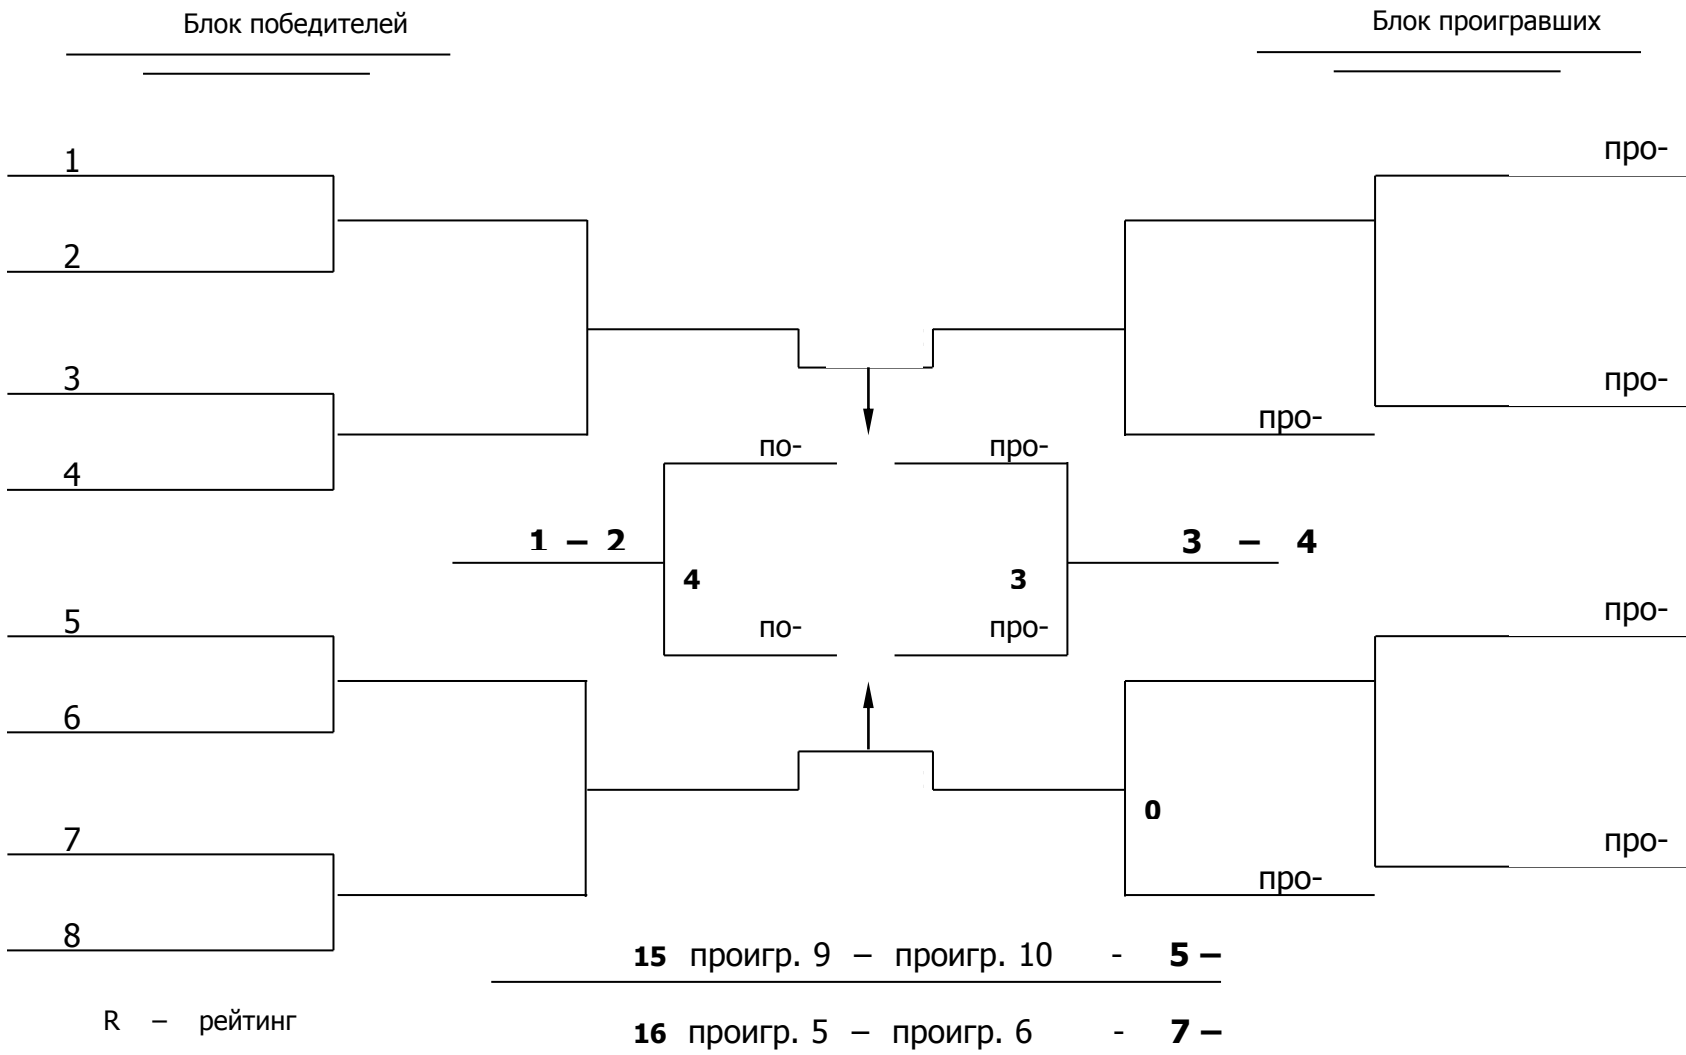 Блок победителей
Блок проигравших
1
про-
2
3
про-
про-
4
по-
про-
1 – 2
3 – 4
4
3
5
про-
по-
про-
6
0
7
про-
про-
8
15 проигр. 9 – проигр. 10 - 5 –
R – рейтинг
16 проигр. 5 – проигр. 6 - 7 –